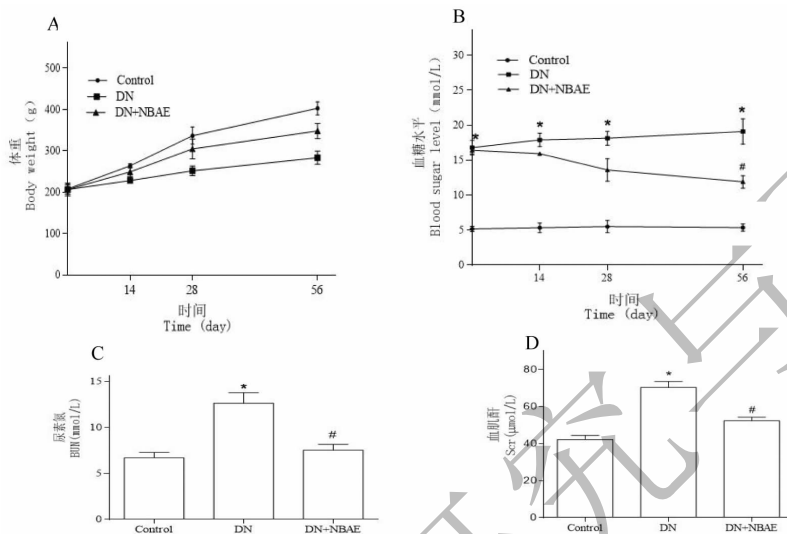 A
500
400
300
200
100
0
体重
Body weight (g)
Control
DN
DN+NBAE
14
28
56
时间
Time (day)
B
30
25
20
15
10
5
0
血糖水平
Blood sugar level (mmol/L)
Control
DN
DN+NBAE
*
*
*
*
#
14
28
56
时间
Time (day)
C
15
10
5
0
尿素氮
BUN(mmol/L)
*
#
Control
DN
DN+NBAE
D
80
60
40
20
0
血肌酐
Scr(μmol/L)
*
#
Control
DN
DN+NBAE
究